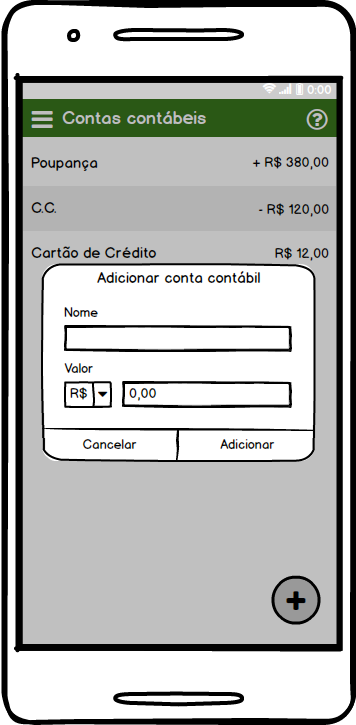 0:00
Contas contábeis
Poupança + R$ 380,00
C.C. - R$ 120,00
Cartão de Crédito R$ 12,00
Adicionar conta contábil
Nome
Valor
R$ 0,00
Cancelar Adicionar